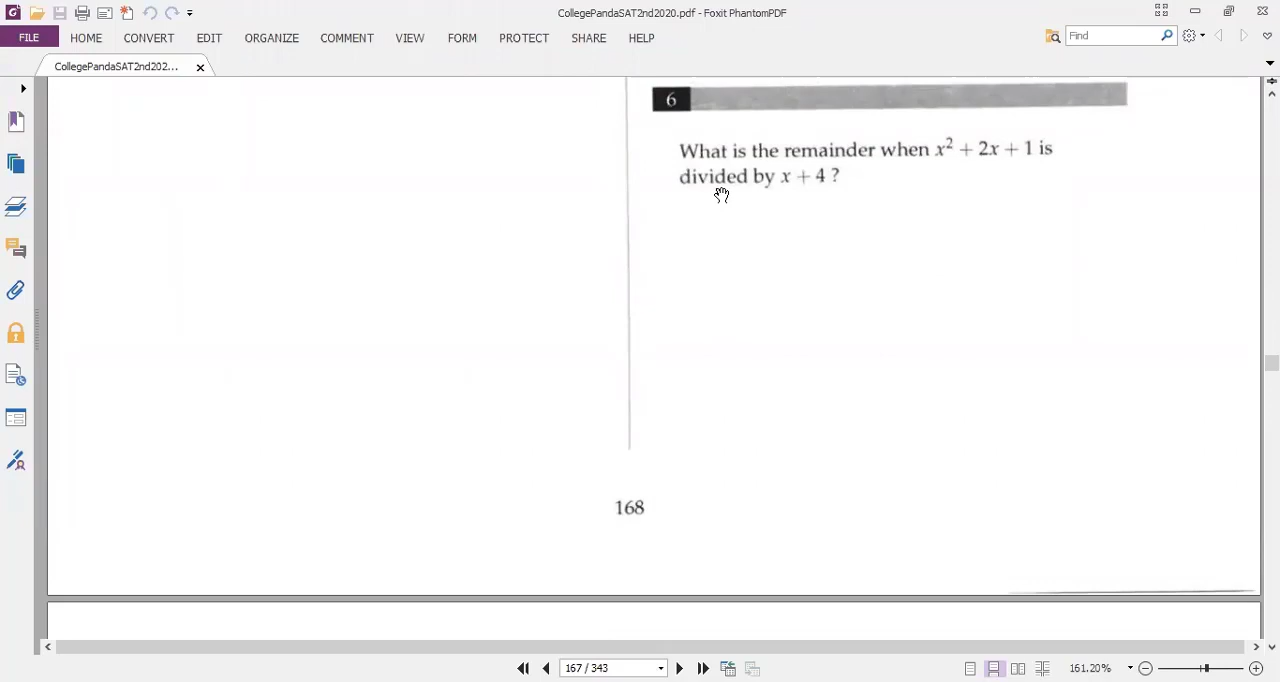 CollegePandaSAT2nd2020.pdf - Foxit PhantomPDF
FILE HOME CONVERT EDIT ORGANIZE COMMENT VIEW FORM PROTECT SHARE HELP
Find
CollegePandaSAT2nd202...
6
What is the remainder when x² + 2x + 1 is
divided by x + 4 ?
168
167 / 343
161.20%